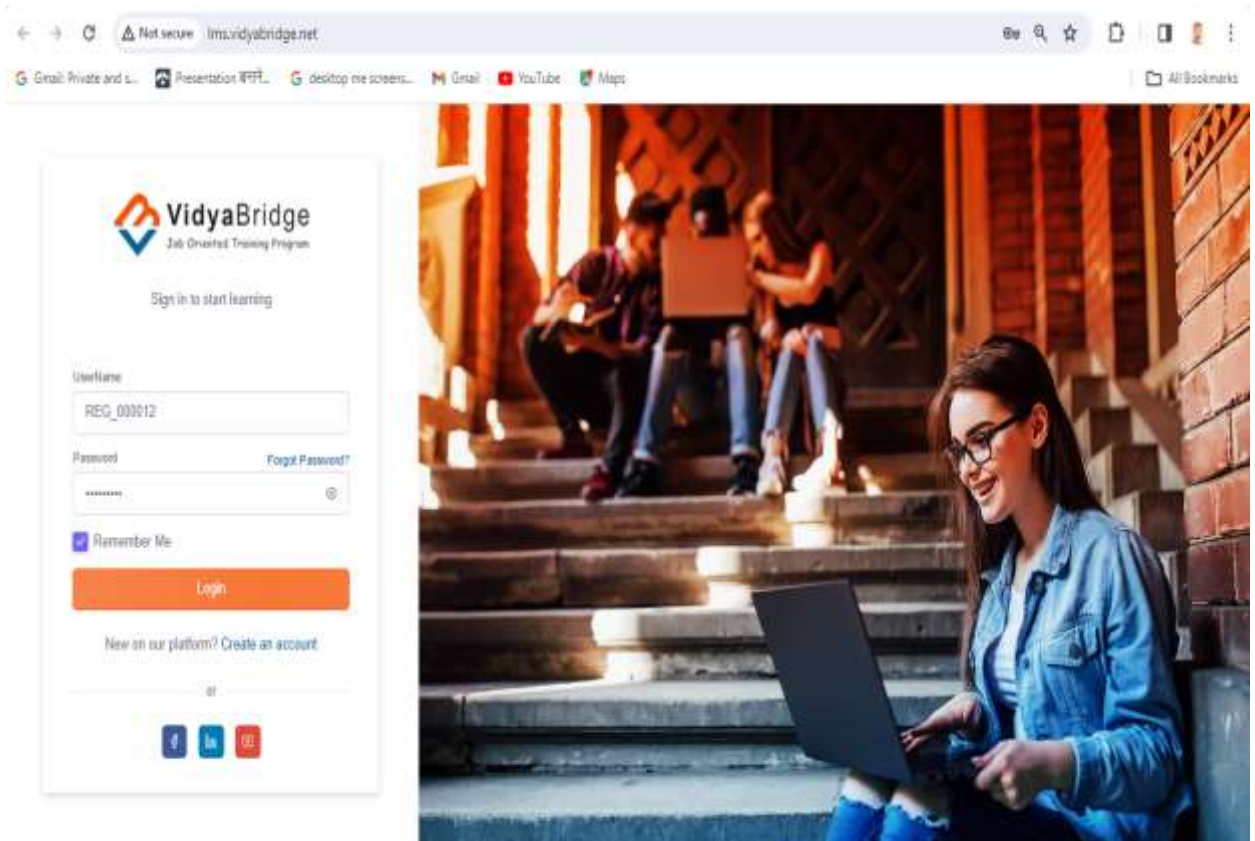 Not secure lms.vidyabridge.net
Gmail: Private and s... Presentation बनाने... desktop me screens... Gmail YouTube Maps All Bookmarks
VidyaBridge
Job Oriented Training Program
Sign in to start learning
UserName
REG_000012
Password Forgot Password?
•••••••••
Remember Me
Login
New on our platform? Create an account
or
f in